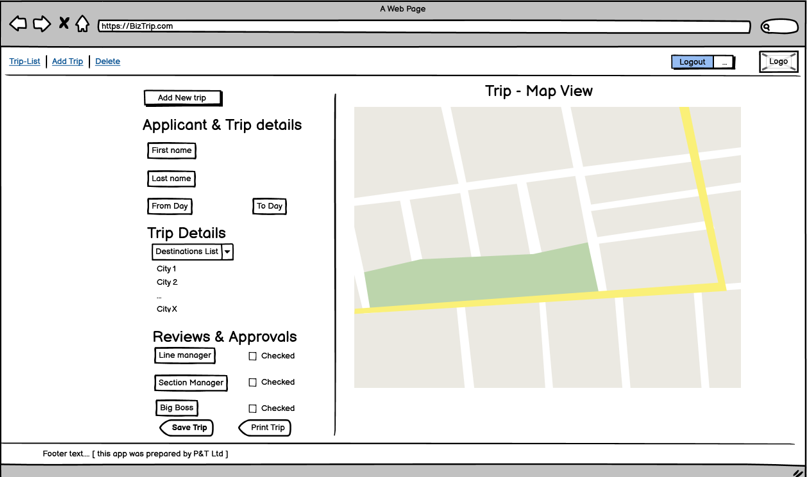 A Web Page
https://BizTrip.com
Trip-List Add Trip Delete
Logout ...
Logo
Add New trip
Applicant & Trip details
First name
Last name
From Day To Day
Trip Details
Destinations List
City 1
City 2
...
City X
Reviews & Approvals
Line manager Checked
Section Manager Checked
Big Boss Checked
Save Trip Print Trip
Trip - Map View
Footer text... [ this app was prepared by P&T Ltd ]